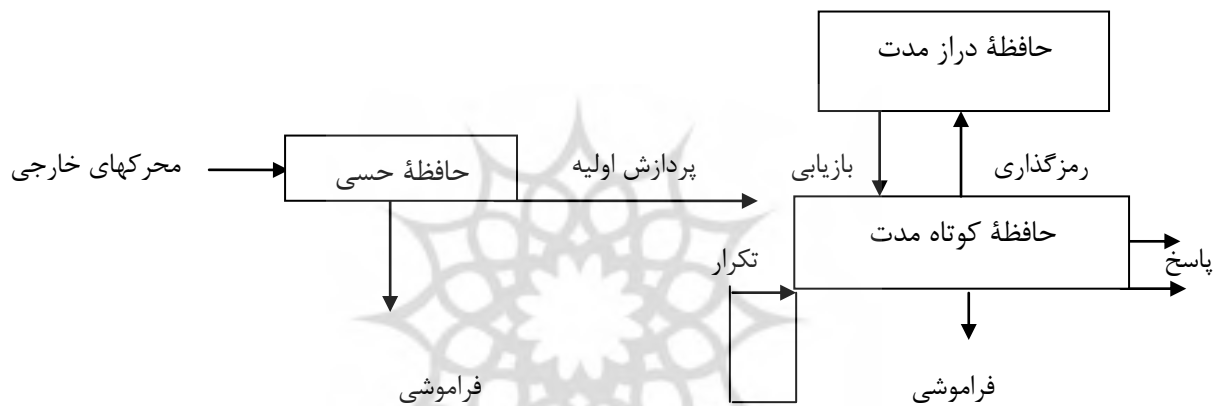 حافظهٔ دراز مدت
محرکهای خارجی
حافظهٔ حسی
پردازش اولیه
بازیابی
رمزگذاری
حافظهٔ کوتاه مدت
تکرار
پاسخ
فراموشی
فراموشی